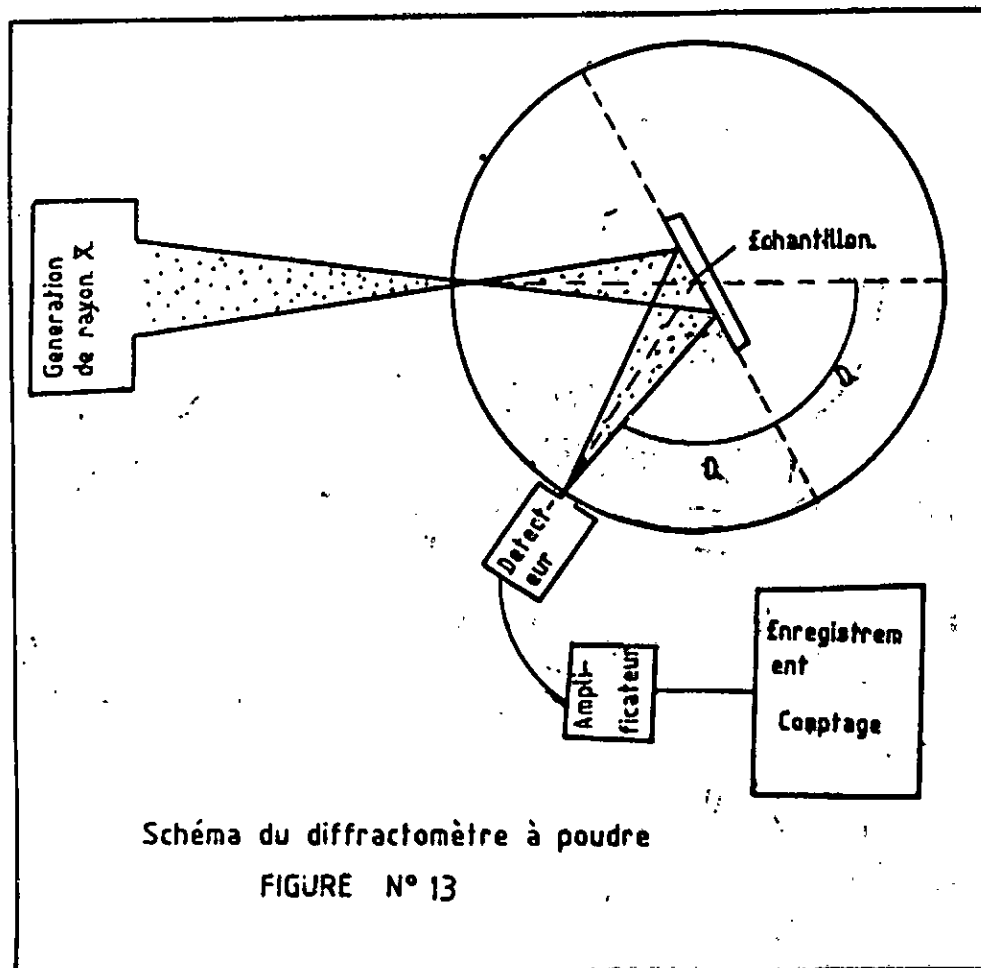 Generation
de rayon X
Echantillon.
Detect-
eur
Ampli-
ficateur
Enregistrem
ent
Comptage
Schéma du diffractomètre à poudre
FIGURE N° 13